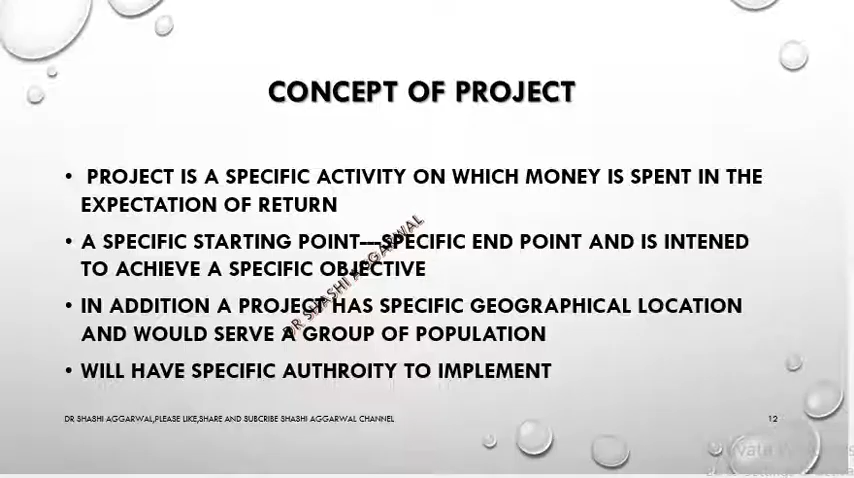 CONCEPT OF PROJECT
• PROJECT IS A SPECIFIC ACTIVITY ON WHICH MONEY IS SPENT IN THE
EXPECTATION OF RETURN
• A SPECIFIC STARTING POINT---SPECIFIC END POINT AND IS INTENED
TO ACHIEVE A SPECIFIC OBJECTIVE
• IN ADDITION A PROJECT HAS SPECIFIC GEOGRAPHICAL LOCATION
AND WOULD SERVE A GROUP OF POPULATION
• WILL HAVE SPECIFIC AUTHROITY TO IMPLEMENT
DR SHASHI AGGARWAL
DR SHASHI AGGARWAL,PLEASE LIKE,SHARE AND SUBCRIBE SHASHI AGGARWAL CHANNEL
12